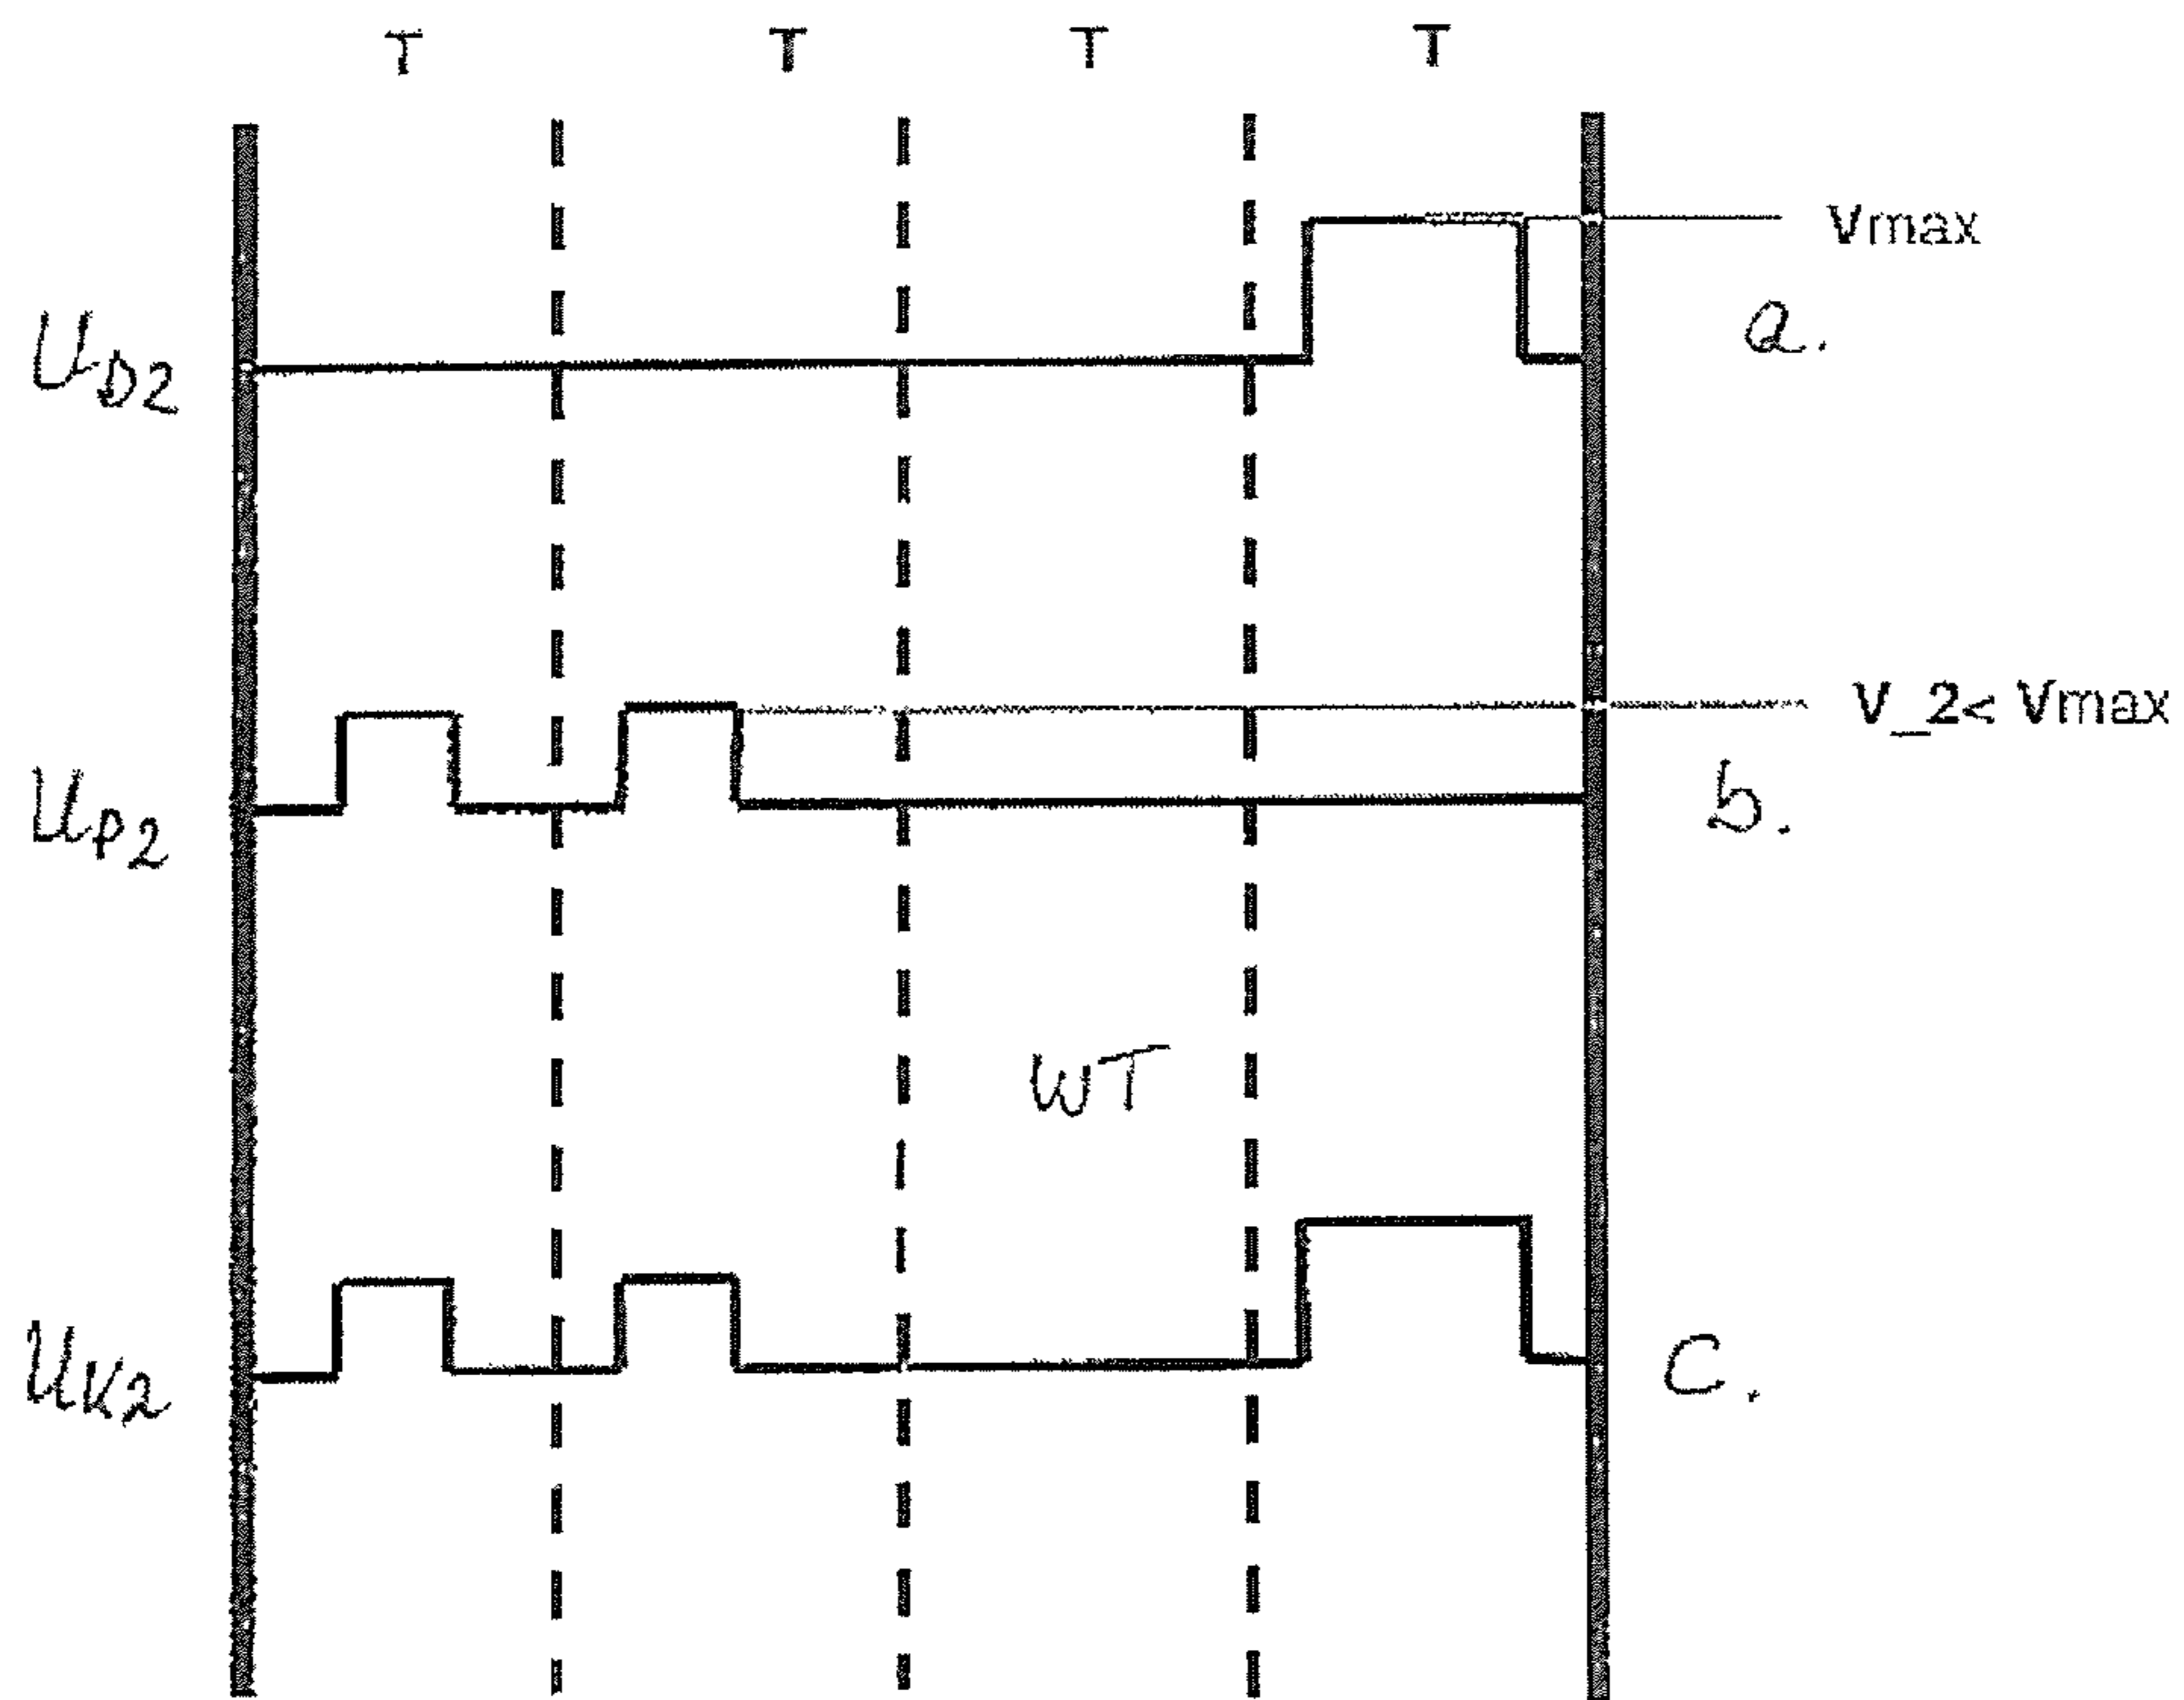 T T T T
Vmax
a.
U_D2
V_2< Vmax
b.
U_P2
WT
U_K2
C.